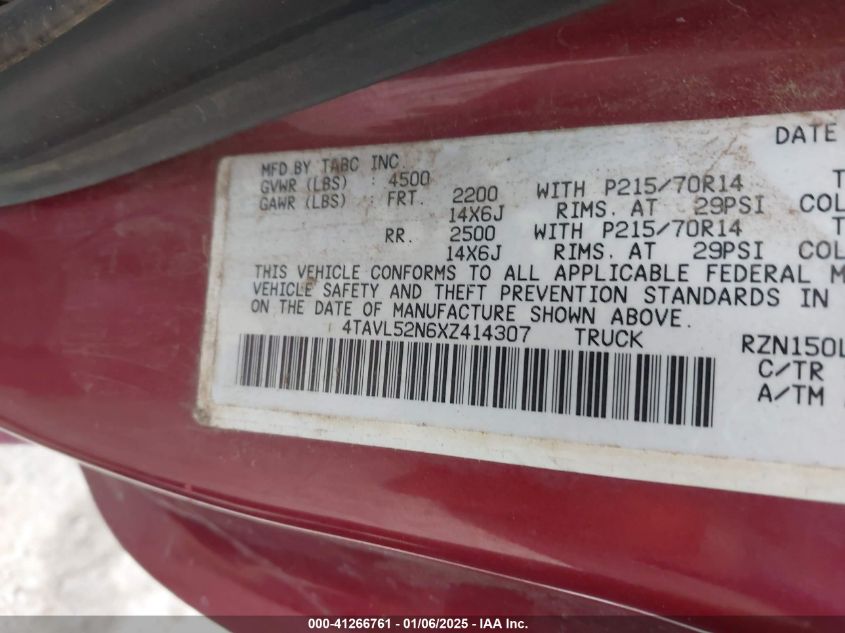 DATE
MFD BY TABC INC.
GVWR (LBS) : 4500
GAWR (LBS) : FRT. 2200 WITH P215/70R14 T
14X6J RIMS. AT 29PSI COL
RR. 2500 WITH P215/70R14 T
14X6J RIMS. AT 29PSI COL
THIS VEHICLE CONFORMS TO ALL APPLICABLE FEDERAL M
VEHICLE SAFETY AND THEFT PREVENTION STANDARDS IN
ON THE DATE OF MANUFACTURE SHOWN ABOVE.
4TAVL52N6XZ414307 TRUCK RZN150L
C/TR
A/TM
000-41266761 - 01/06/2025 - IAA Inc.